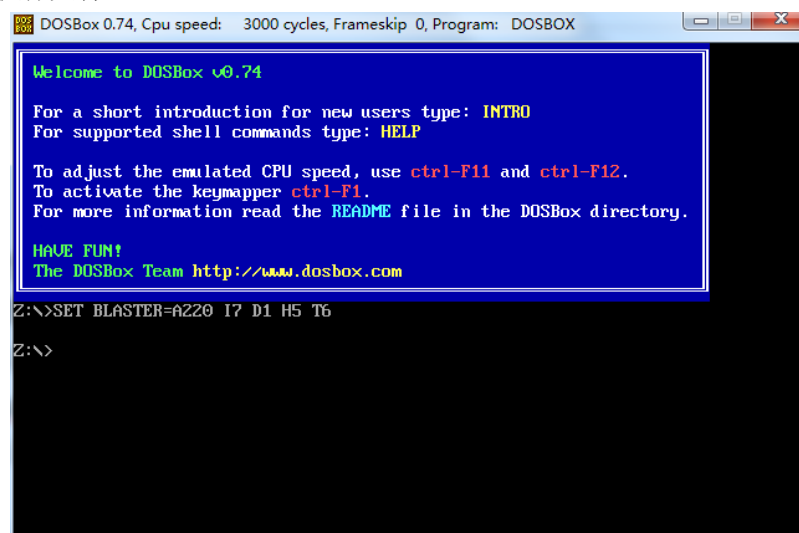 DOS
BOX
DOSBox 0.74, Cpu speed: 3000 cycles, Frameskip 0, Program: DOSBOX
Welcome to DOSBox v0.74
For a short introduction for new users type: INTRO
For supported shell commands type: HELP
To adjust the emulated CPU speed, use ctrl-F11 and ctrl-F12.
To activate the keymapper ctrl-F1.
For more information read the README file in the DOSBox directory.
HAVE FUN!
The DOSBox Team http://www.dosbox.com
Z:\>SET BLASTER=A220 I7 D1 H5 T6
Z:\>